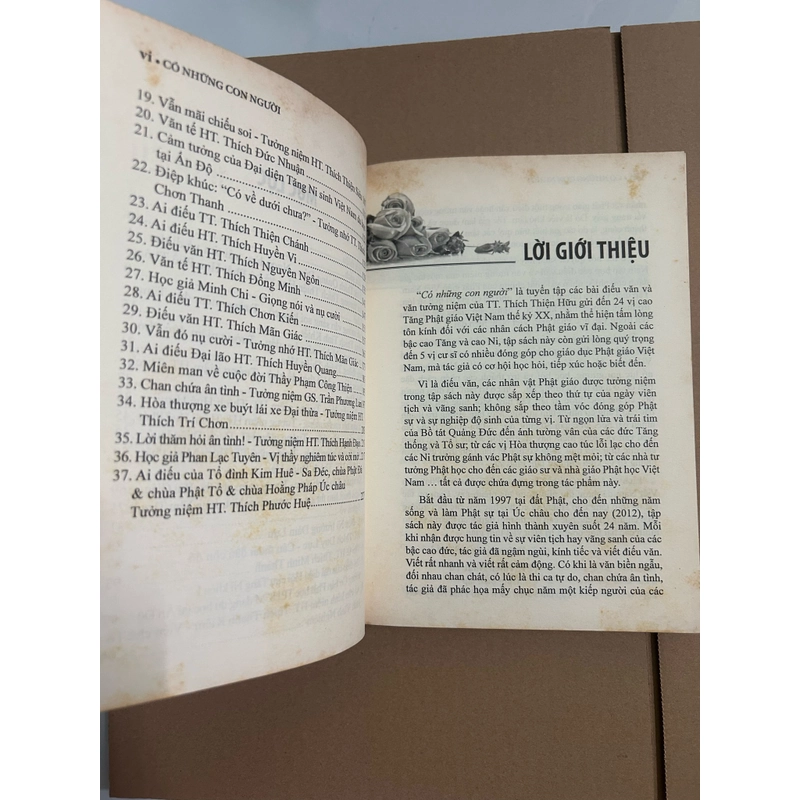 vi • CÓ NHỮNG CON NGƯỜI
19. Vẫn mãi chiếu soi - Tưởng niệm HT. Thích Thiện
20. Văn tế HT. Thích Đức Nhuận
21. Cảm tưởng của Đại diện Tăng Ni sinh Việt Nam
tại Ấn Độ
22. Điệp khúc: “Có về dưới chưa?” - Tưởng nhớ TT.
Chơn Thanh
23. Ai điếu TT. Thích Thiện Chánh
24. Ai điếu HT. Thích Huyền Vi
25. Điếu văn HT. Thích Nguyên Ngôn
26. Văn tế HT. Thích Đồng Minh
27. Học giả Minh Chi - Giọng nói và nụ cười
28. Ai điếu TT. Thích Chơn Kiến
29. Điếu văn HT. Thích Mãn Giác
30. Vẫn đó nụ cười - Tưởng nhớ HT. Thích Mãn Giác
31. Ai điếu Đại lão HT. Thích Huyền Quang
32. Miên man về cuộc đời Thầy Phạm Công Thiện
33. Chan chứa ân tình - Tưởng niệm GS. Trần Phương Lan
34. Hòa thượng xe buýt lái xe Đại thừa - Tưởng niệm HT.
Thích Trí Chơn
35. Lời thăm hỏi ân tình! - Tưởng niệm HT. Thích Hạnh Đạo
36. Học giả Phan Lạc Tuyên - Vị thầy nghiêm túc và cởi mở
37. Ai điếu của Tổ đình Kim Huê - Sa Đéc, chùa Phật Đà
& chùa Phật Tổ & chùa Hoằng Pháp Úc châu
Tưởng niệm HT. Thích Phước Huệ
LỜI GIỚI THIỆU
“Có những con người” là tuyển tập các bài điếu văn và
văn tưởng niệm của TT. Thích Thiện Hữu gửi đến 24 vị cao
Tăng Phật giáo Việt Nam thế kỷ XX, nhằm thể hiện tấm lòng
tôn kính đối với các nhân cách Phật giáo vĩ đại. Ngoài các
bậc cao Tăng và cao Ni, tập sách này còn gửi lòng quý trọng
đến 5 vị cư sĩ có nhiều đóng góp cho giáo dục Phật giáo Việt
Nam, mà tác giả có cơ hội học hỏi, tiếp xúc hoặc biết đến.
Vì là điếu văn, các nhân vật Phật giáo được tưởng niệm
trong tập sách này được sắp xếp theo thứ tự của ngày viên
tịch và vãng sanh; không sắp theo tầm vóc đóng góp Phật
sự và sự nghiệp độ sinh của từng vị. Từ ngọn lửa và trái tim
của Bồ tát Quảng Đức đến ánh tường vân của các đức Tăng
thống và Tổ sư; từ các vị Hòa thượng cao túc lỗi lạc cho đến
các Ni trưởng gánh vác Phật sự không mệt mỏi; từ các nhà tư
tưởng Phật học cho đến các giáo sư và nhà giáo Phật học Việt
Nam … tất cả được chứa đựng trong tác phẩm này.
Bắt đầu từ năm 1997 tại đất Phật, cho đến những năm
sống và làm Phật sự tại Úc châu cho đến nay (2012), tập
sách này được tác giả hình thành xuyên suốt 24 năm. Mỗi
khi nhận được hung tin về sự viên tịch hay vãng sanh của các
bậc cao đức, tác giả đã ngậm ngùi, kính tiếc và viết điếu văn.
Viết rất nhanh và viết rất cảm động. Có khi là văn biền ngẫu,
đối nhau chan chát, có lúc là thi ca tự do, chan chứa ân tình,
tác giả đã phác họa mấy chục năm một kiếp người của các